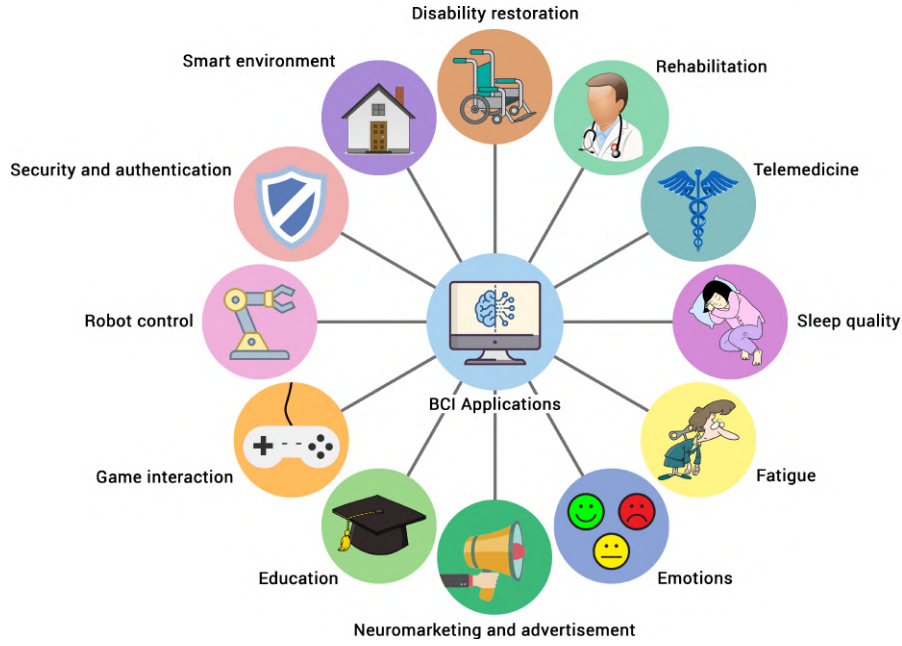 Disability restoration
Smart environment
Rehabilitation
Security and authentication
Telemedicine
Robot control
Sleep quality
BCI Applications
Game interaction
Fatigue
Education
Emotions
Neuromarketing and advertisement